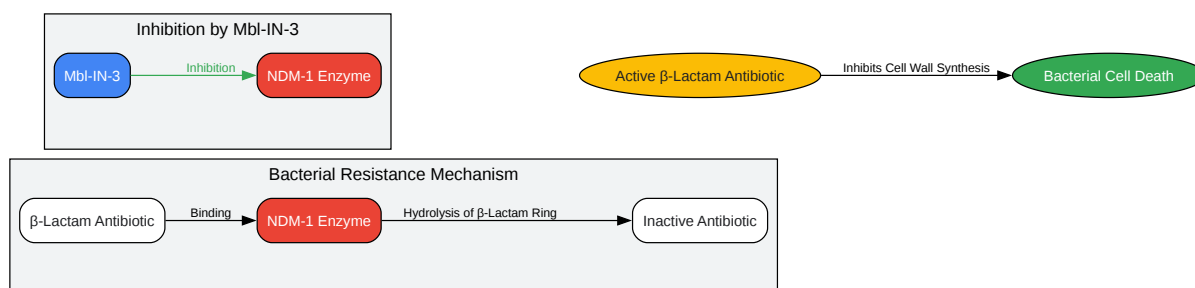 Inhibition by Mbl-IN-3
Mbl-IN-3
Inhibition
NDM-1 Enzyme
Active β-Lactam Antibiotic
Inhibits Cell Wall Synthesis
Bacterial Cell Death
Bacterial Resistance Mechanism
β-Lactam Antibiotic
Binding
NDM-1 Enzyme
Hydrolysis of β-Lactam Ring
Inactive Antibiotic